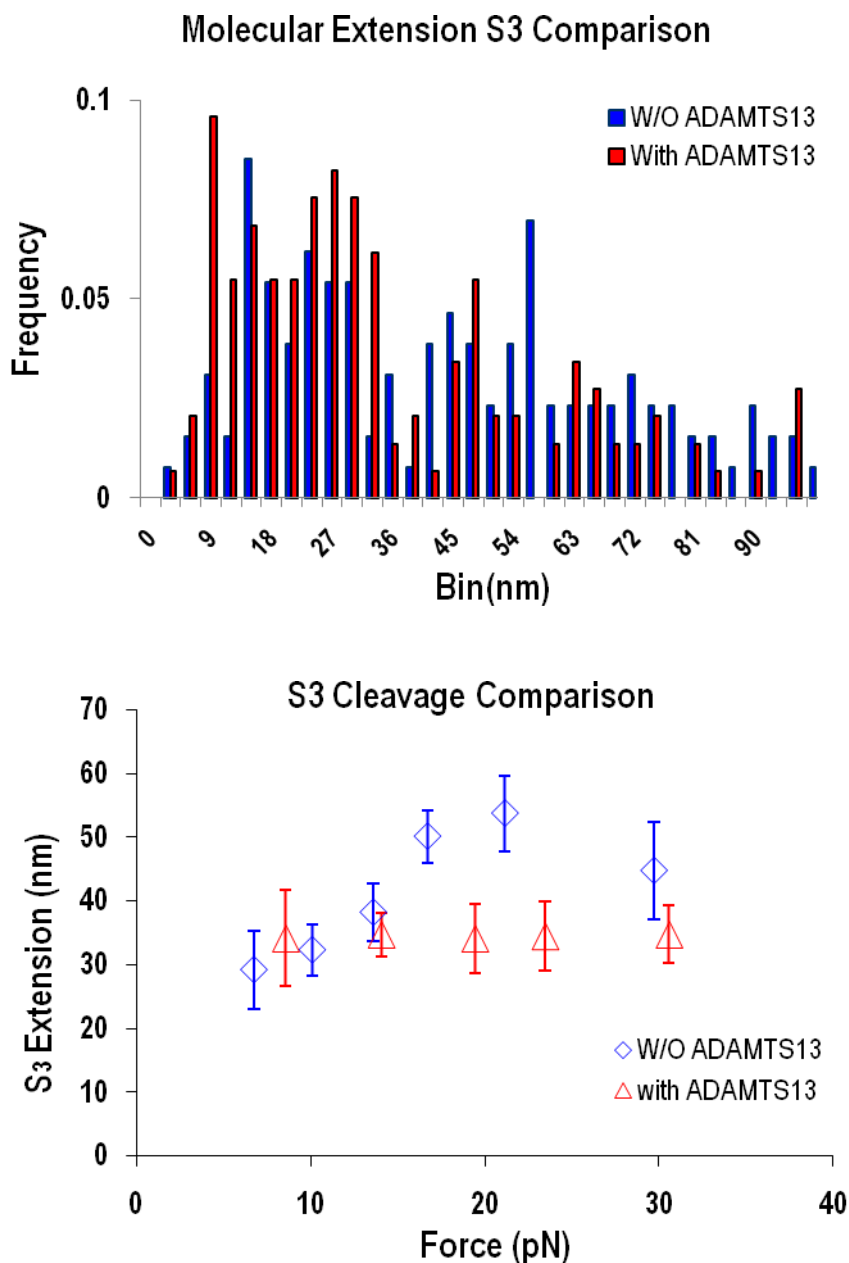 Molecular Extension S3 Comparison
0.1
W/O ADAMTS13
With ADAMTS13
Frequency
0.05
0
0 9 18 27 36 45 54 63 72 81 90
Bin(nm)
S3 Cleavage Comparison
70
60
50
40
30
20
10
0
S3 Extension (nm)
W/O ADAMTS13
with ADAMTS13
0 10 20 30 40
Force (pN)